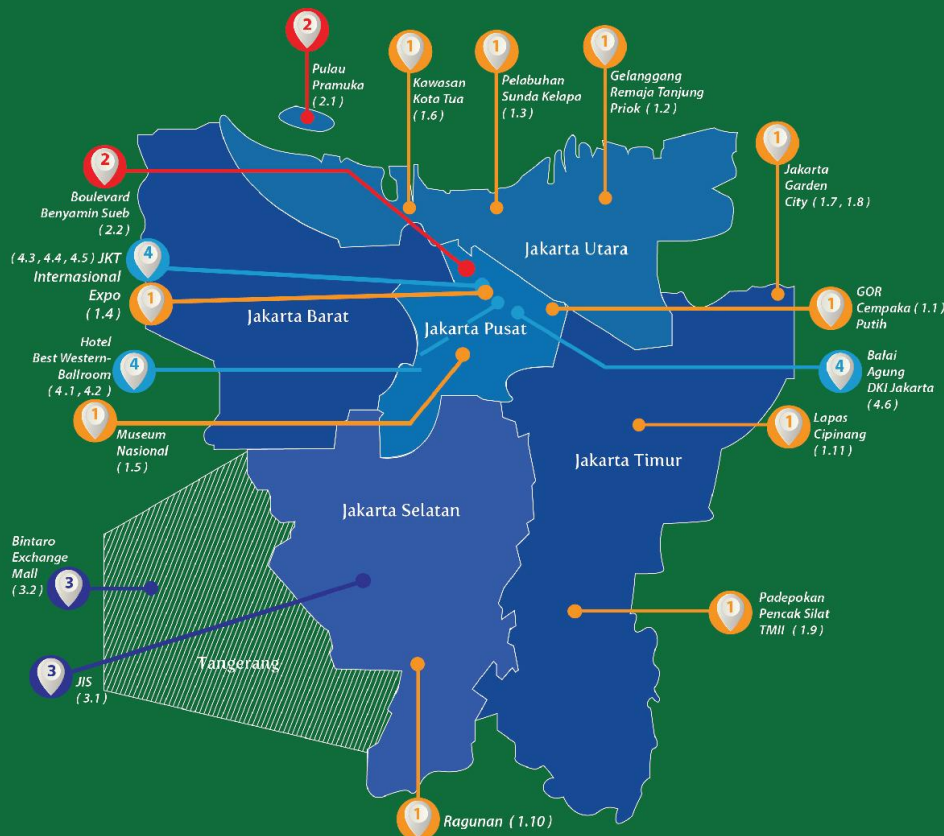 2
Pulau
Pramuka
( 2.1 )
1
Kawasan
Kota Tua
( 1.6 )
1
Pelabuhan
Sunda Kelapa
( 1.3 )
1
Gelanggang
Remaja Tanjung
Priok ( 1.2 )
1
Jakarta
Garden
City ( 1.7, 1.8 )
2
Boulevard
Benyamin Sueb
( 2.2 )
( 4.3 , 4.4 , 4.5 ) JKT
4
Internasional
Expo
1
( 1.4 )
Jakarta Utara
Jakarta Barat
Jakarta Pusat
1
GOR
Cempaka ( 1.1 )
Putih
Hotel
Best Western-
Ballroom
( 4 .1 , 4.2 )
4
4
Balai
Agung
DKI Jakarta
( 4.6 )
1
Museum
Nasional
( 1.5 )
1
Lapas
Cipinang
( 1.11 )
Jakarta Timur
Jakarta Selatan
Bintaro
Exchange
Mall
( 3.2 )
3
1
Padepokan
Pencak Silat
TMII ( 1.9 )
Tangerang
3
JIS
( 3.1 )
1
Ragunan ( 1.10 )